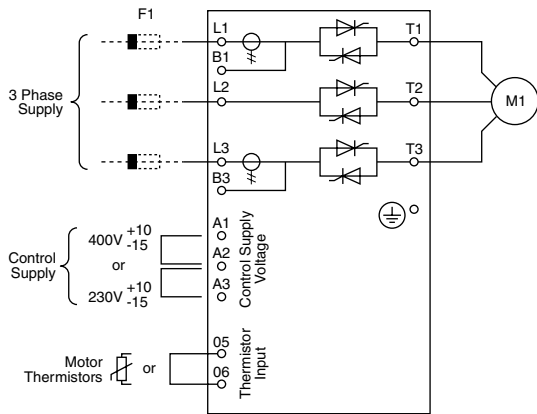 F1
L1
T1
B1
3 Phase
Supply
L2
T2
M1
L3
T3
B3
Control
Supply
400V +10
-15
or
230V +10
-15
A1
A2
A3
Control Supply
Voltage
Motor
Thermistors
or
05
06
Thermistor
Input